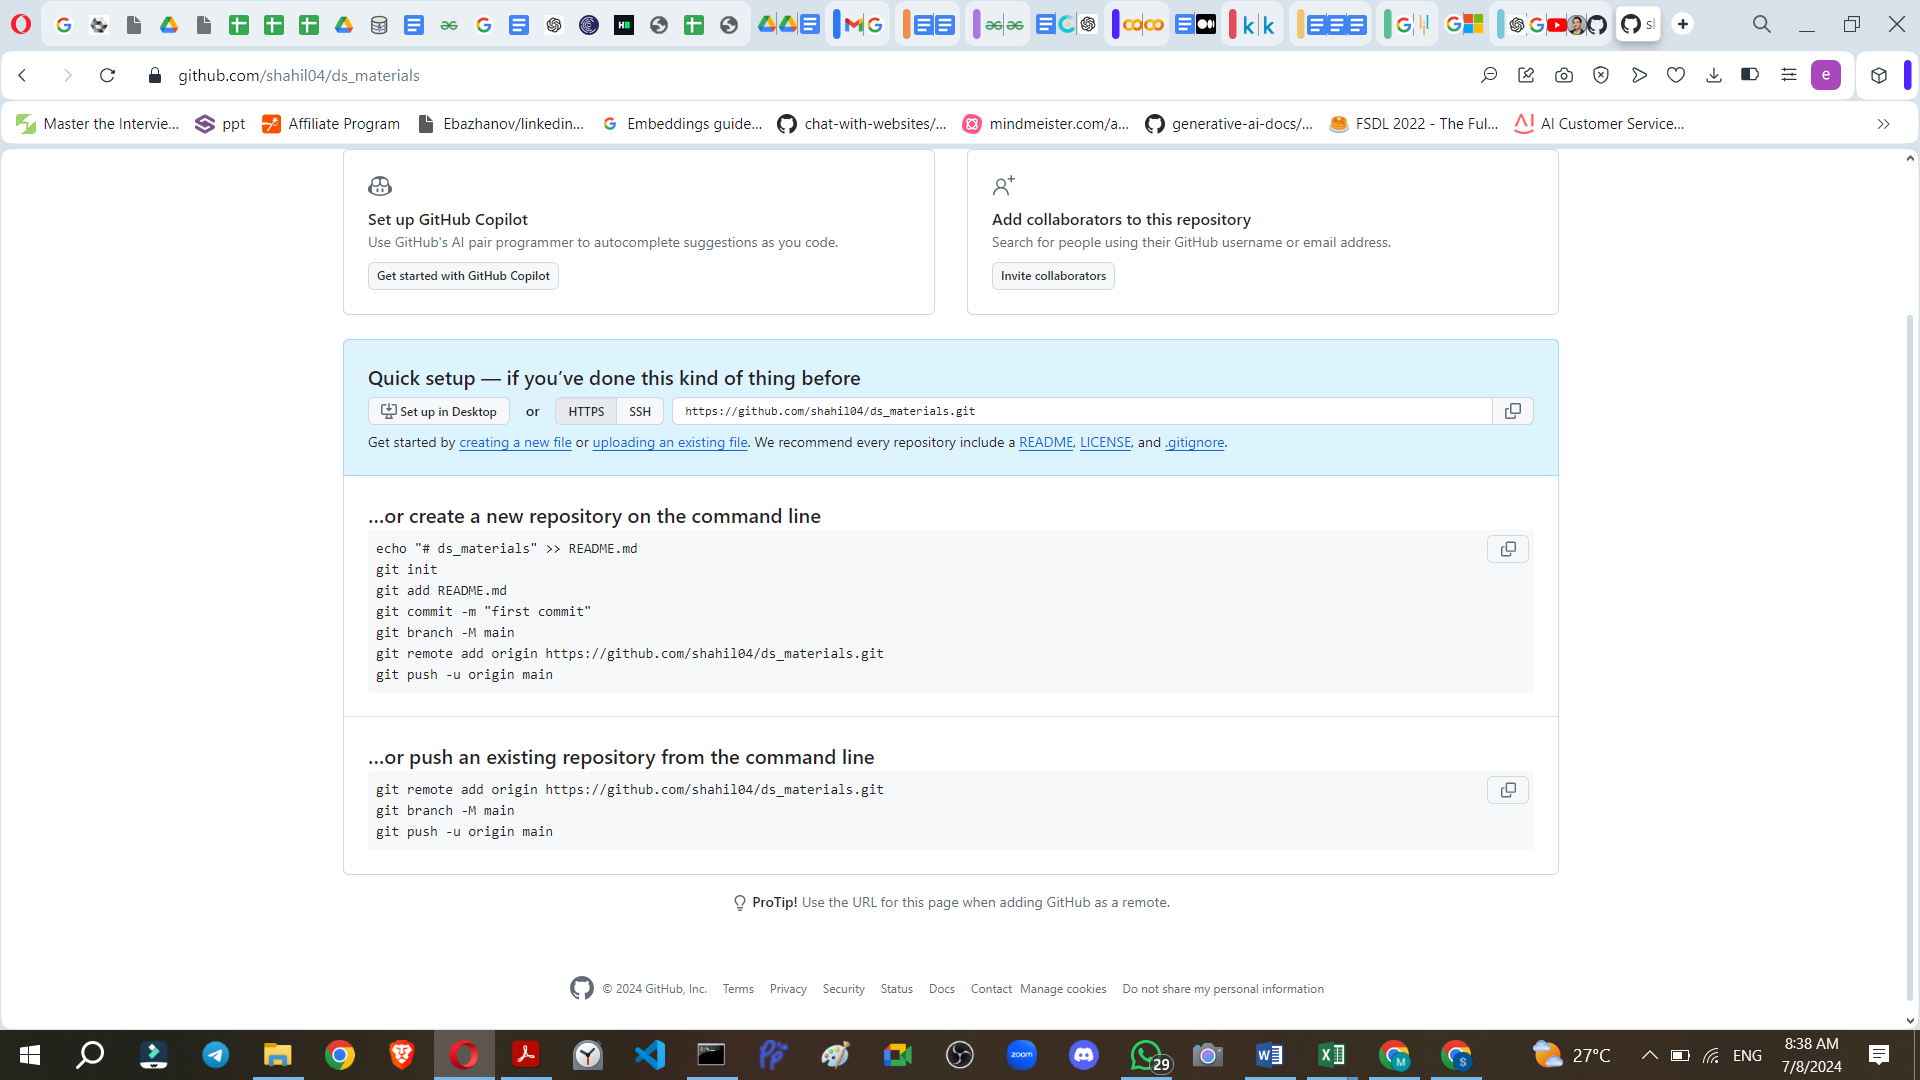 github.com/shahil04/ds_materials
Master the Intervie...
ppt
Affiliate Program
Ebazhanov/linkedin...
Embeddings guide...
chat-with-websites/...
mindmeister.com/a...
generative-ai-docs/...
FSDL 2022 - The Ful...
AI Customer Service...
Set up GitHub Copilot
Use GitHub's AI pair programmer to autocomplete suggestions as you code.
Get started with GitHub Copilot
Add collaborators to this repository
Search for people using their GitHub username or email address.
Invite collaborators
Quick setup — if you’ve done this kind of thing before
Set up in Desktop or HTTPS SSH https://github.com/shahil04/ds_materials.git
Get started by creating a new file or uploading an existing file. We recommend every repository include a README, LICENSE, and .gitignore.
…or create a new repository on the command line
echo "# ds_materials" >> README.md
git init
git add README.md
git commit -m "first commit"
git branch -M main
git remote add origin https://github.com/shahil04/ds_materials.git
git push -u origin main
…or push an existing repository from the command line
git remote add origin https://github.com/shahil04/ds_materials.git
git branch -M main
git push -u origin main
ProTip! Use the URL for this page when adding GitHub as a remote.
© 2024 GitHub, Inc. Terms Privacy Security Status Docs Contact Manage cookies Do not share my personal information
zoom
29
27°C
ENG
8:38 AM
7/8/2024